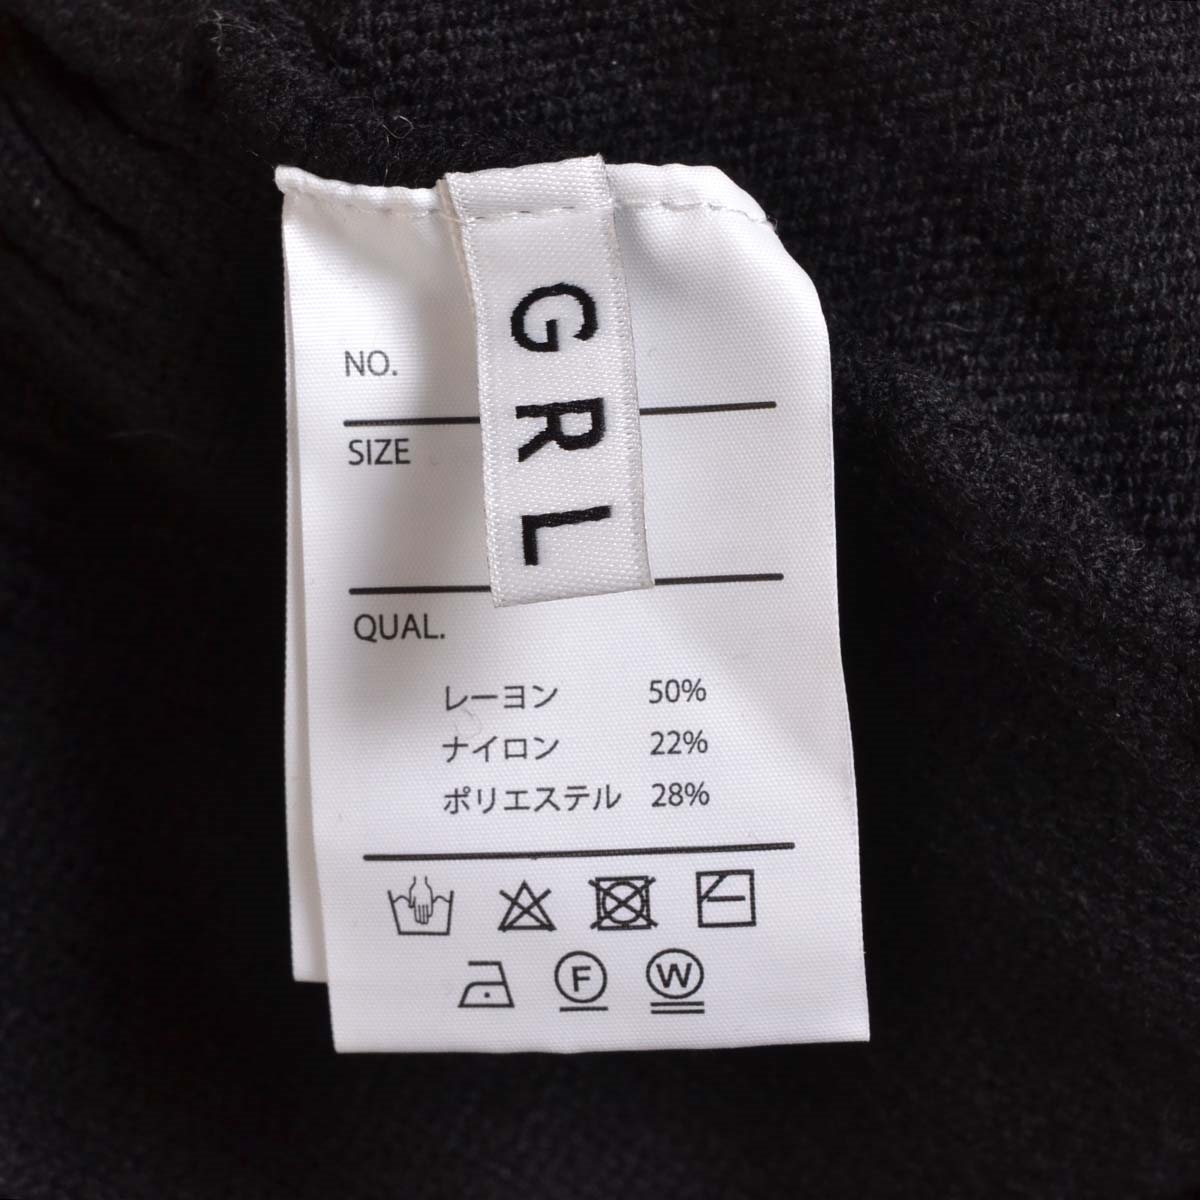 GRL
NO.
SIZE
QUAL.
レーヨン 50%
ナイロン 22%
ポリエステル 28%
F W